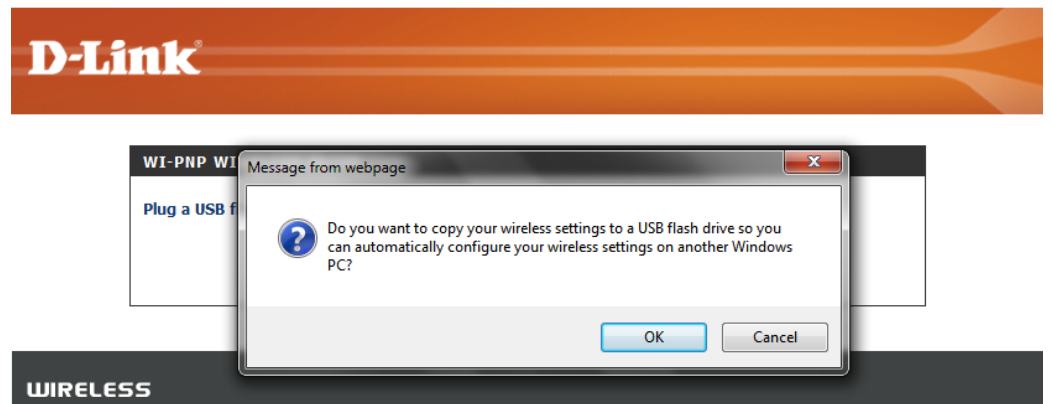 D-Link®
WI-PNP WI
Message from webpage
Plug a USB f
Do you want to copy your wireless settings to a USB flash drive so you
can automatically configure your wireless settings on another Windows
PC?
OK Cancel
WIRELESS